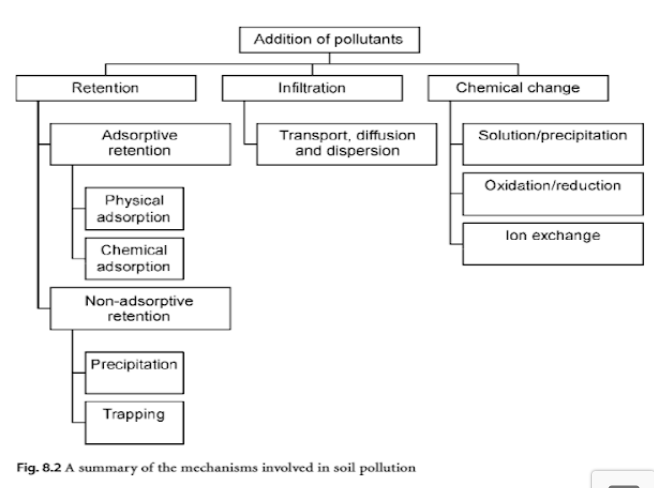 Addition of pollutants
Retention
Infiltration
Chemical change
Adsorptive
retention
Transport, diffusion
and dispersion
Solution/precipitation
Physical
adsorption
Oxidation/reduction
Chemical
adsorption
Ion exchange
Non-adsorptive
retention
Precipitation
Trapping
Fig. 8.2 A summary of the mechanisms involved in soil pollution